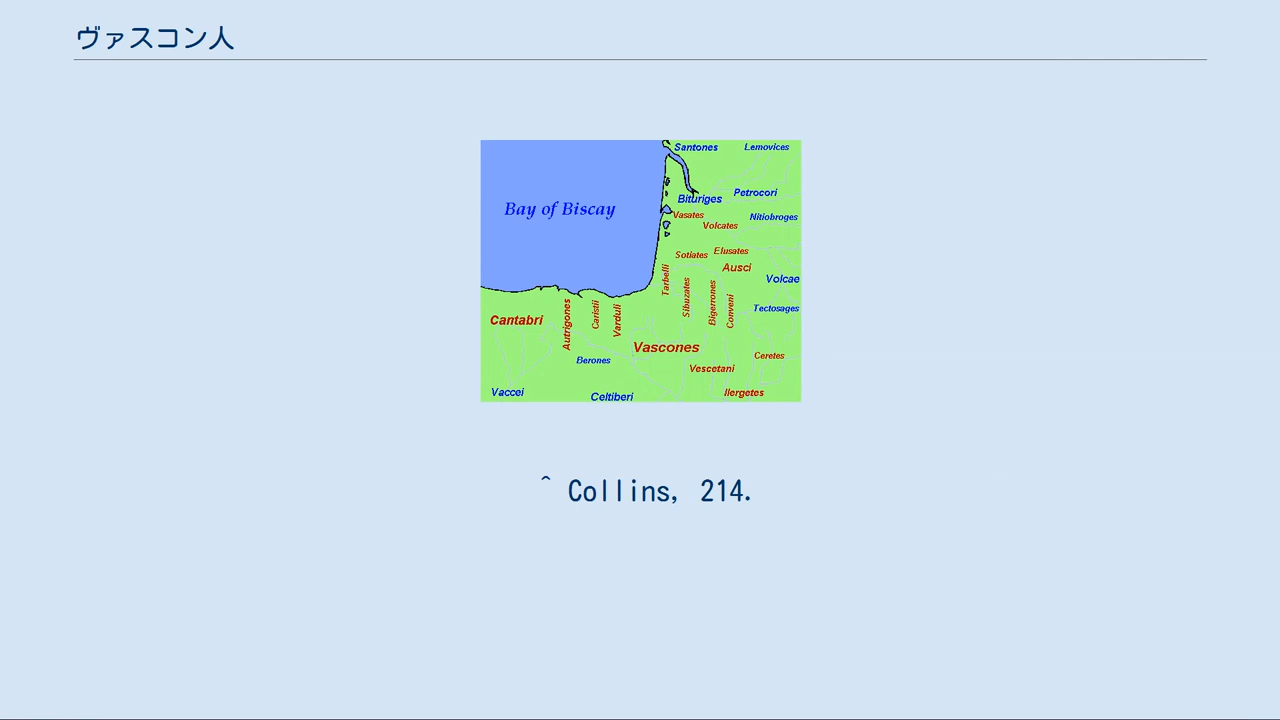 ヴァスコン人
Santones
Lemovices
Bay of Biscay
Bituriges
Petrocori
Vasates
Volcates
Nitiobroges
Sotiates
Elusates
Ausci
Tarbelli
Sibuzates
Bigerrones
Conveni
Volcae
Tectosages
Cantabri
Autrigones
Caristii
Varduli
Vascones
Berones
Ceretes
Vescetani
Vaccei
Celtiberi
Ilergetes
^ Collins, 214.